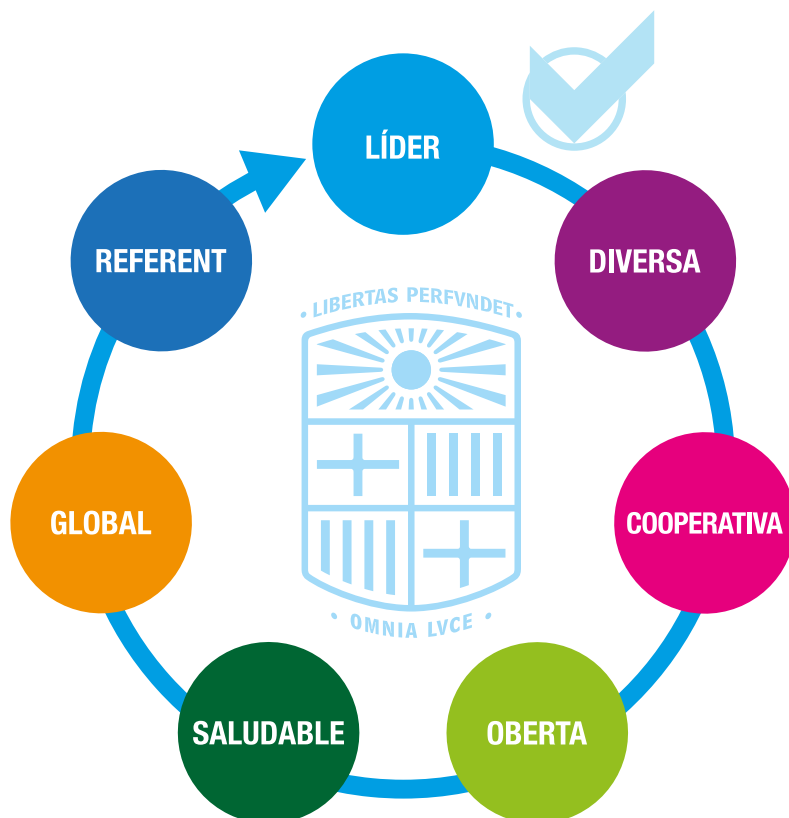 LÍDER
DIVERSA
COOPERATIVA
OBERTA
SALUDABLE
GLOBAL
REFERENT
· LIBERTAS PERFVNDET ·
· OMNIA LVCE ·